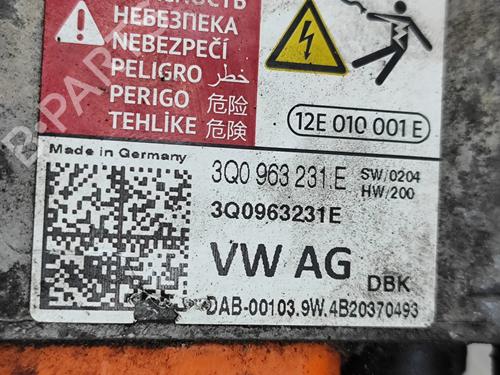 НЕБЕЗПЕКА
NEBEZPEČÍ
PELIGRO خطر
PERIGO 危险
TEHLİKE 危険
12E 010 001 E
Made in Germany
3Q0 963 231 E SW/0204
HW/200
3Q0963231E
VW AG DBK
DAB-00103.9W.4B20370493